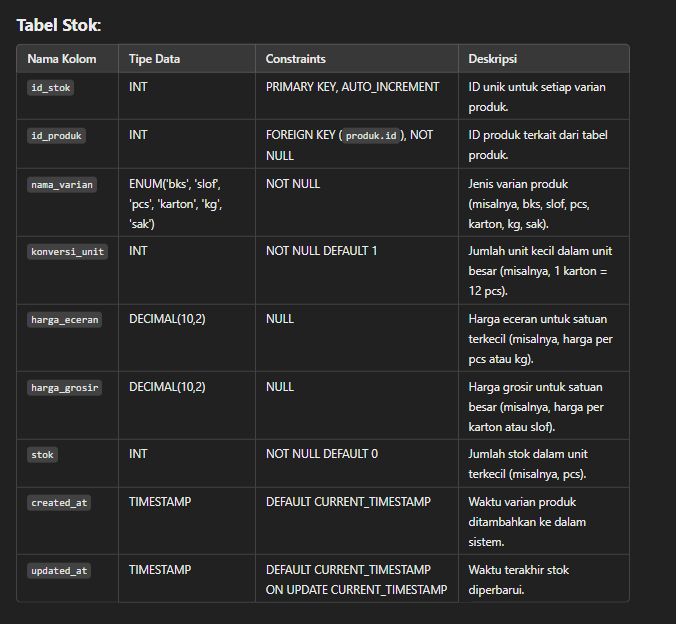 Tabel Stok:
Nama Kolom Tipe Data Constraints Deskripsi
id_stok INT PRIMARY KEY, AUTO_INCREMENT ID unik untuk setiap varian
produk.
id_produk INT FOREIGN KEY (produk.id), NOT ID produk terkait dari tabel
NULL produk.
nama_varian ENUM('bks', 'slof', NOT NULL Jenis varian produk
'pcs', 'karton', 'kg', (misalnya, bks, slof, pcs,
'sak') karton, kg, sak).
konversi_unit INT NOT NULL DEFAULT 1 Jumlah unit kecil dalam unit
besar (misalnya, 1 karton =
12 pcs).
harga_eceran DECIMAL(10,2) NULL Harga eceran untuk satuan
terkecil (misalnya, harga per
pcs atau kg).
harga_grosir DECIMAL(10,2) NULL Harga grosir untuk satuan
besar (misalnya, harga per
karton atau slof).
stok INT NOT NULL DEFAULT 0 Jumlah stok dalam unit
terkecil (misalnya, pcs).
created_at TIMESTAMP DEFAULT CURRENT_TIMESTAMP Waktu varian produk
ditambahkan ke dalam
sistem.
updated_at TIMESTAMP DEFAULT CURRENT_TIMESTAMP Waktu terakhir stok
ON UPDATE CURRENT_TIMESTAMP diperbarui.